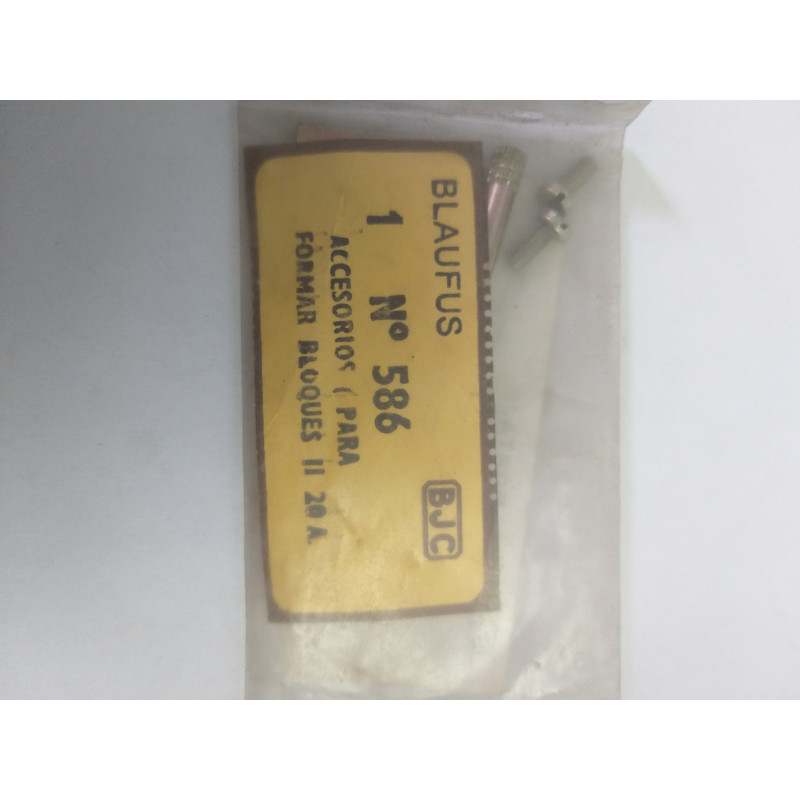 BLAUFUS
BJC
1 Nº 586
ACCESORIOS ( PARA
FORMAR BLOQUES II 20 A.